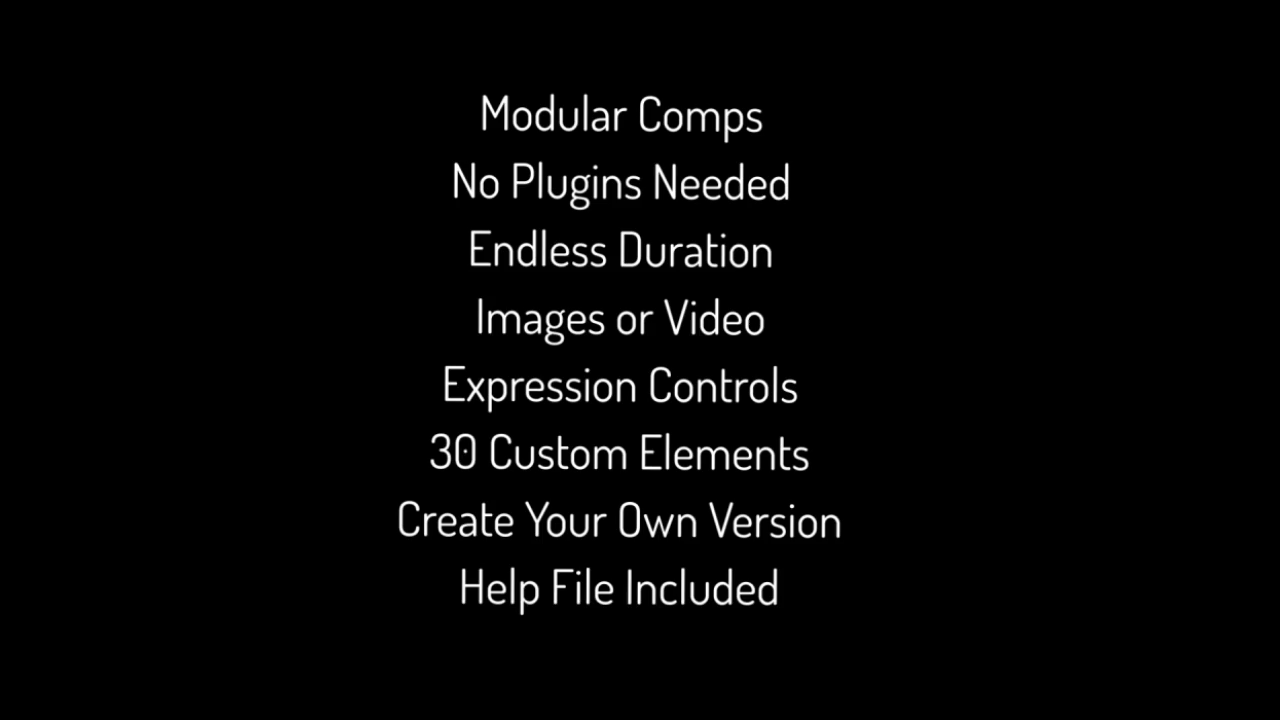 Modular Comps
No Plugins Needed
Endless Duration
Images or Video
Expression Controls
30 Custom Elements
Create Your Own Version
Help File Included